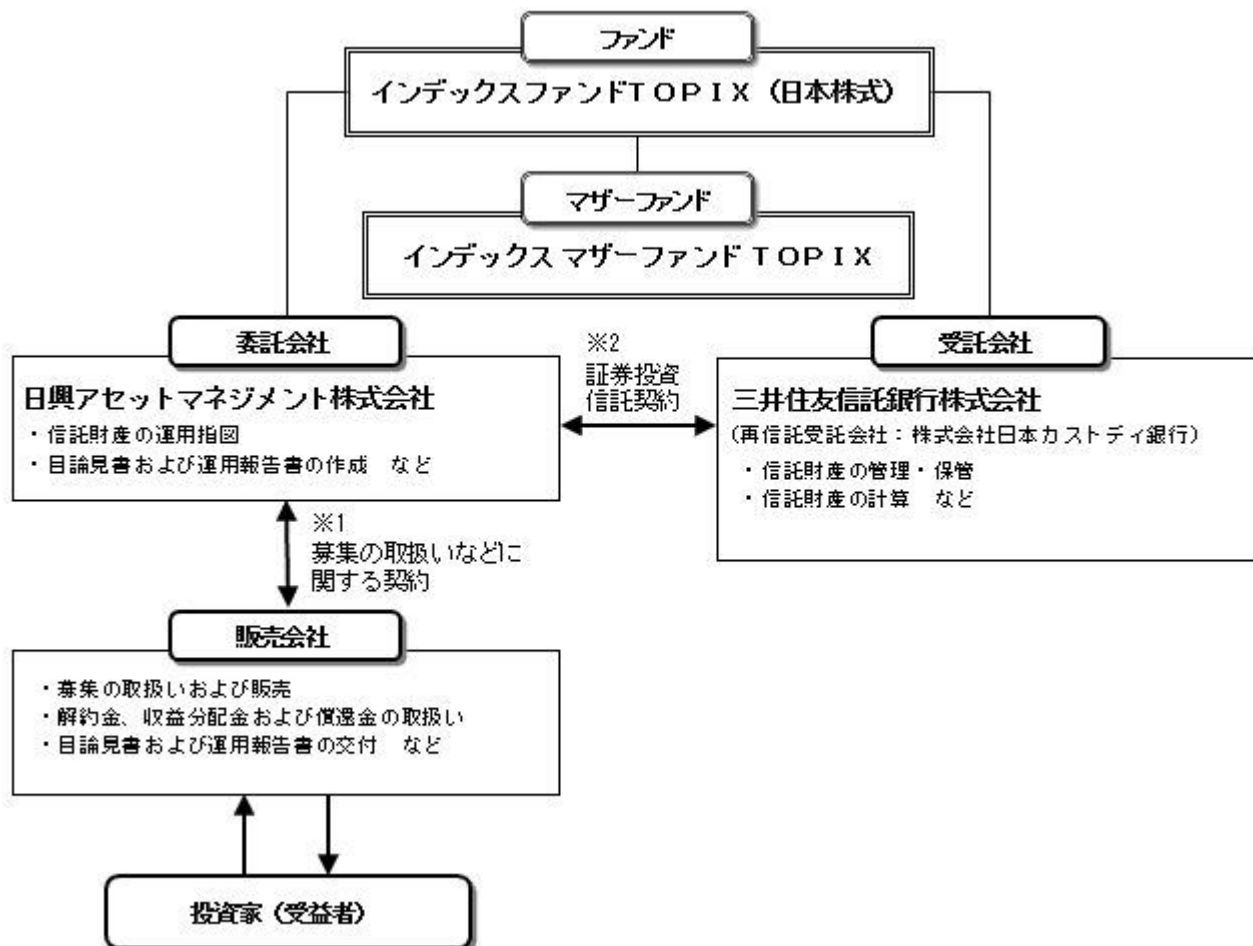 ファンド
インデックスファンドTOPIX（日本株式）
マザーファンド
インデックス マザーファンド TOPIX
委託会社
日興アセットマネジメント株式会社
・信託財産の運用指図
・目論見書および運用報告書の作成　など
※2
証券投資
信託契約
受託会社
三井住友信託銀行株式会社
（再信託受託会社：株式会社日本カストディ銀行）
・信託財産の管理・保管
・信託財産の計算　など
※1
募集の取扱いなどに
関する契約
販売会社
・募集の取扱いおよび販売
・解約金、収益分配金および償還金の取扱い
・目論見書および運用報告書の交付　など
投資家（受益者）